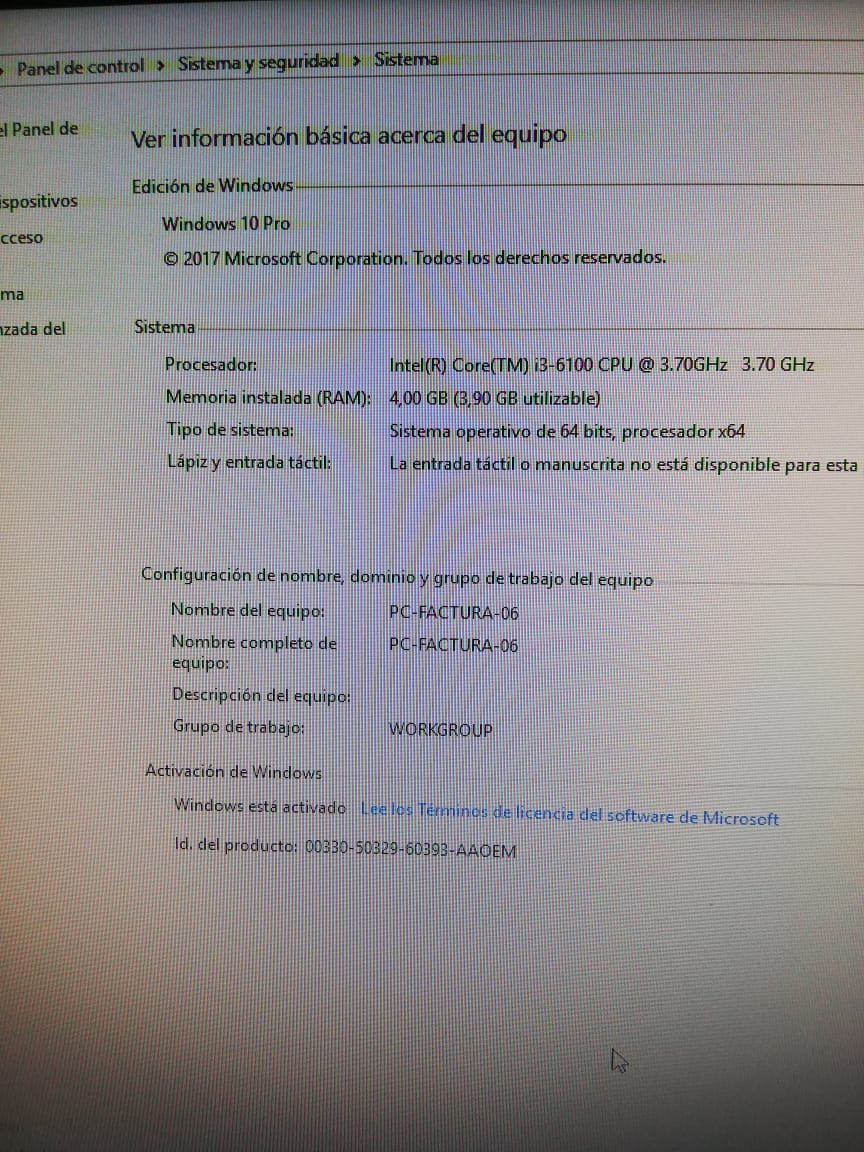 Panel de control > Sistema y seguridad > Sistema
el Panel de
Ver información básica acerca del equipo
Edición de Windows
ispositivos
Windows 10 Pro
cceso
© 2017 Microsoft Corporation. Todos los derechos reservados.
ma
Sistema
nzada del
Procesador: Intel(R) Core(TM) i3-6100 CPU @ 3.70GHz 3.70 GHz
Memoria instalada (RAM): 4,00 GB (3,90 GB utilizable)
Tipo de sistema: Sistema operativo de 64 bits, procesador x64
Lápiz y entrada táctil: La entrada táctil o manuscrita no está disponible para esta
Configuración de nombre, dominio y grupo de trabajo del equipo
Nombre del equipo: PC-FACTURA-06
Nombre completo de PC-FACTURA-06
equipo:
Descripción del equipo:
Grupo de trabajo: WORKGROUP
Activación de Windows
Windows está activado Lee los Términos de licencia del software de Microsoft
Id. del producto: 00330-50329-60393-AAOEM